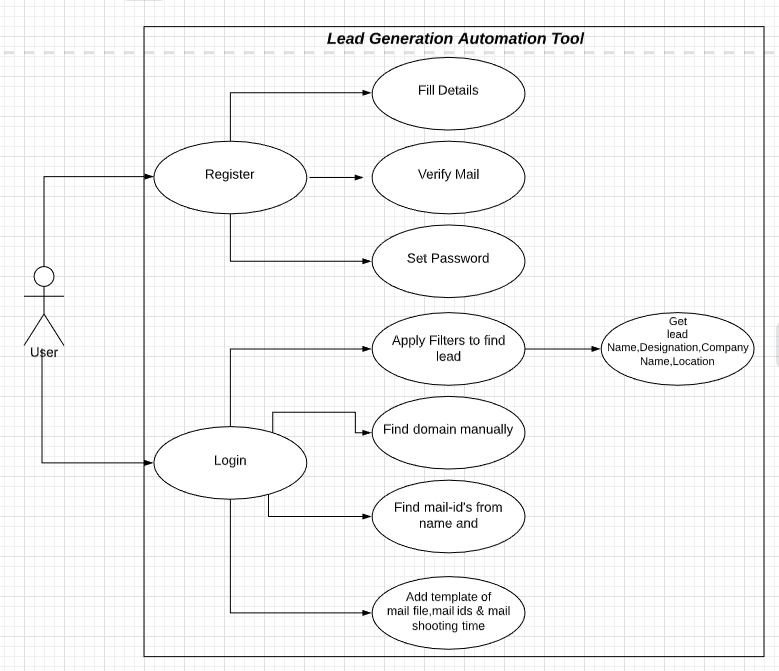 Lead Generation Automation Tool
Fill Details
Register
Verify Mail
Set Password
User
Apply Filters to find
lead
Get
lead
Name,Designation,Company
Name,Location
Find domain manually
Login
Find mail-id's from
name and
Add template of
mail file,mail ids & mail
shooting time